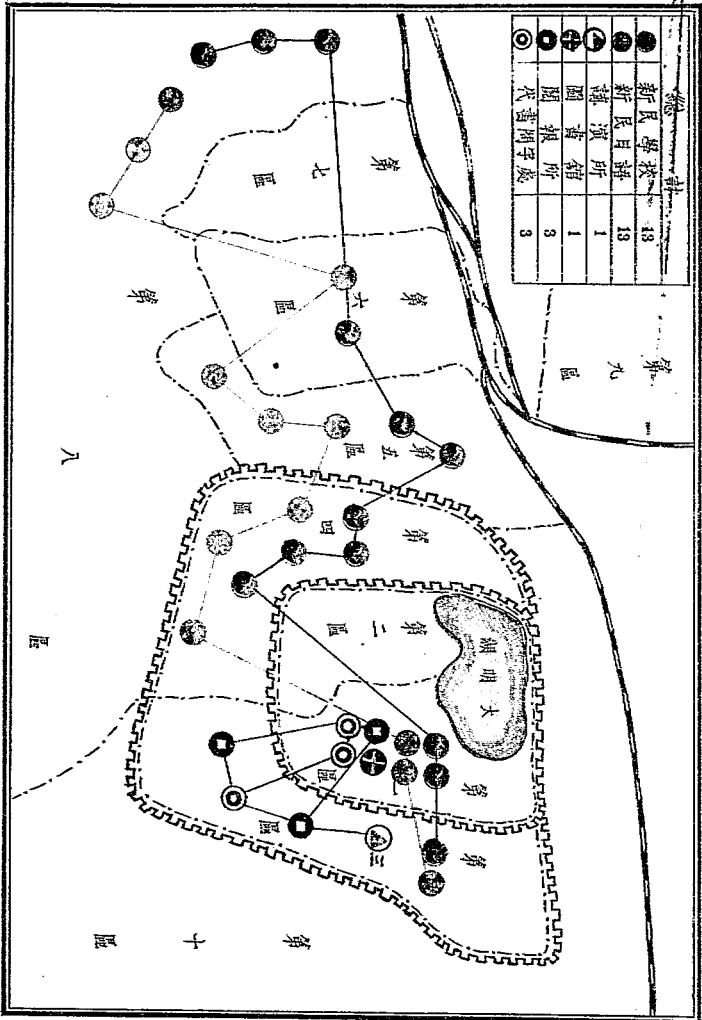 總計
新民學校 13
新民日語 13
講演所 1
圖書館 1
閱報所 3
代書問字處 3
第九區
第七區
第六區
第五區
第四區
第二區
大明湖
第一區
第三區
第八區
第十區